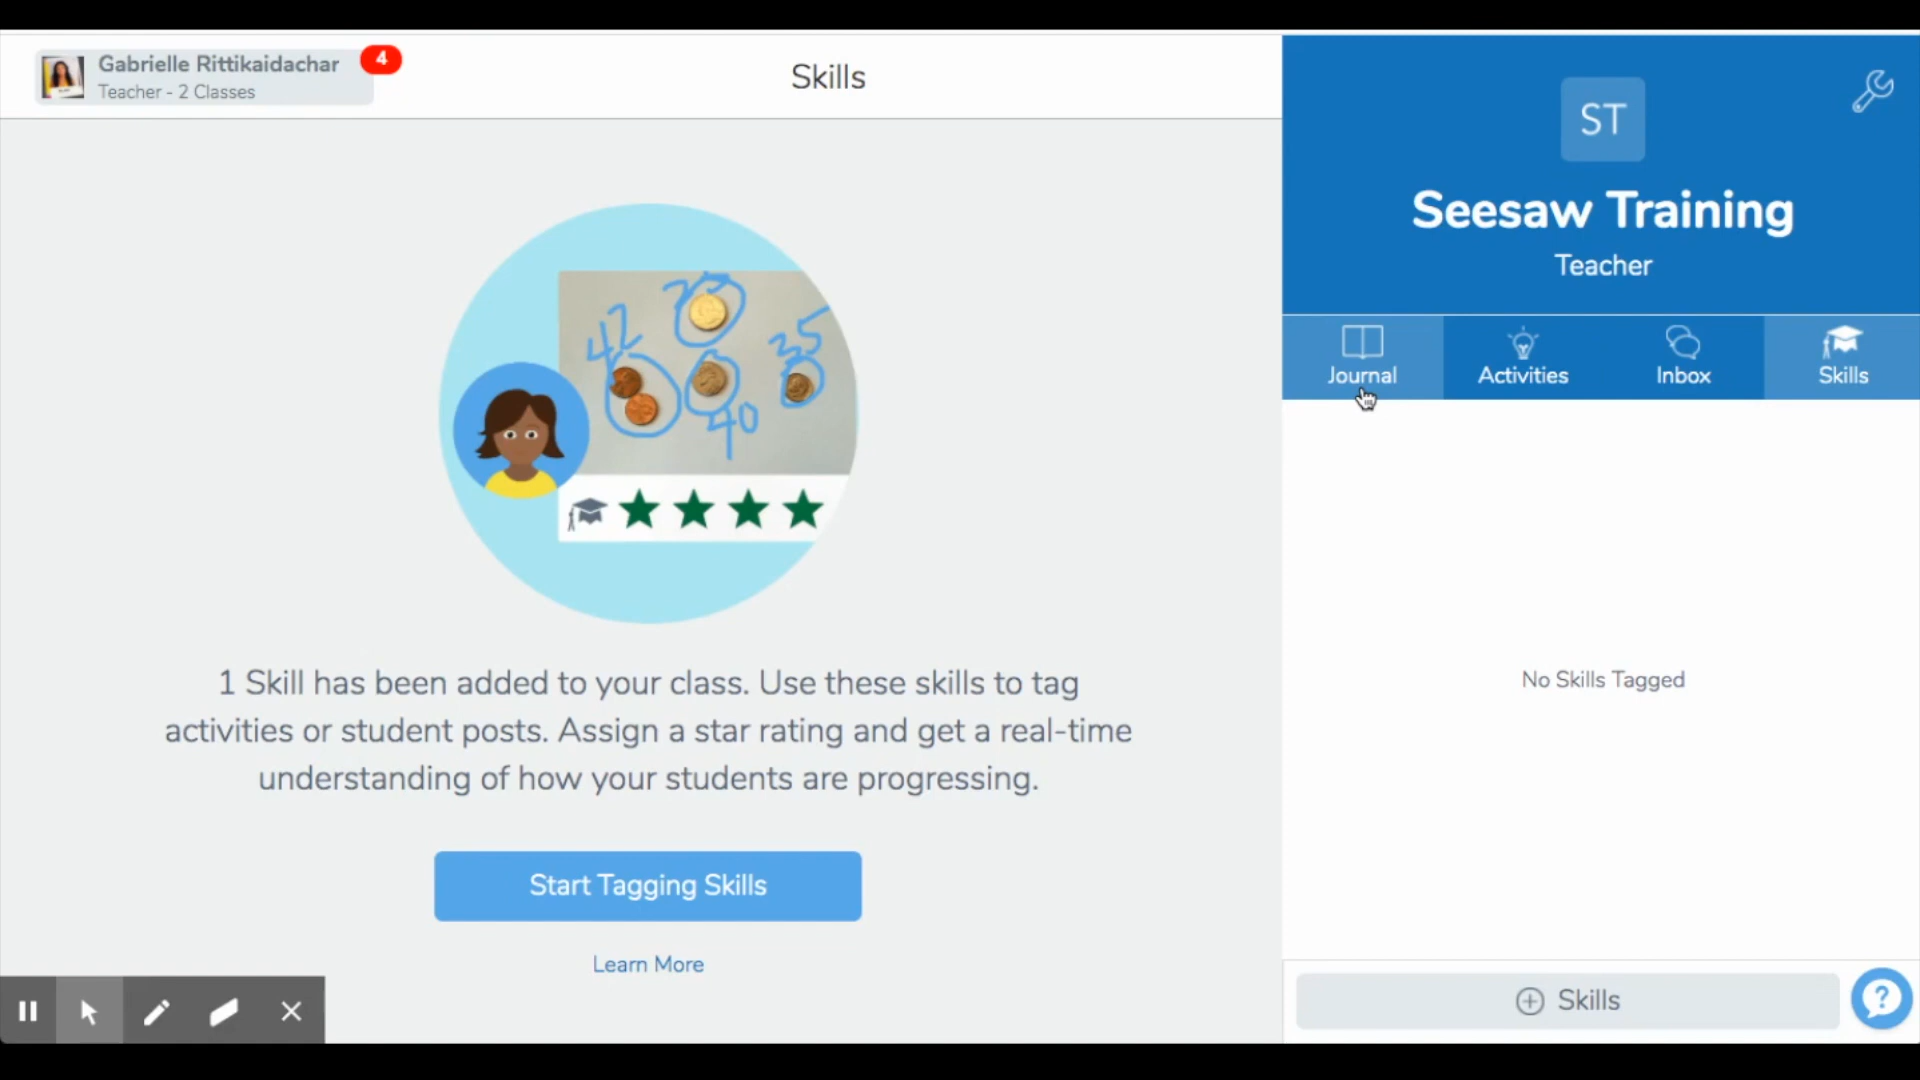 Gabrielle Rittikaidachar
4
Teacher - 2 Classes
Skills
ST
Seesaw Training
Teacher
Journal
Activities
Inbox
Skills
42
25
35
40
1 Skill has been added to your class. Use these skills to tag
activities or student posts. Assign a star rating and get a real-time
understanding of how your students are progressing.
Start Tagging Skills
Learn More
No Skills Tagged
Skills
?